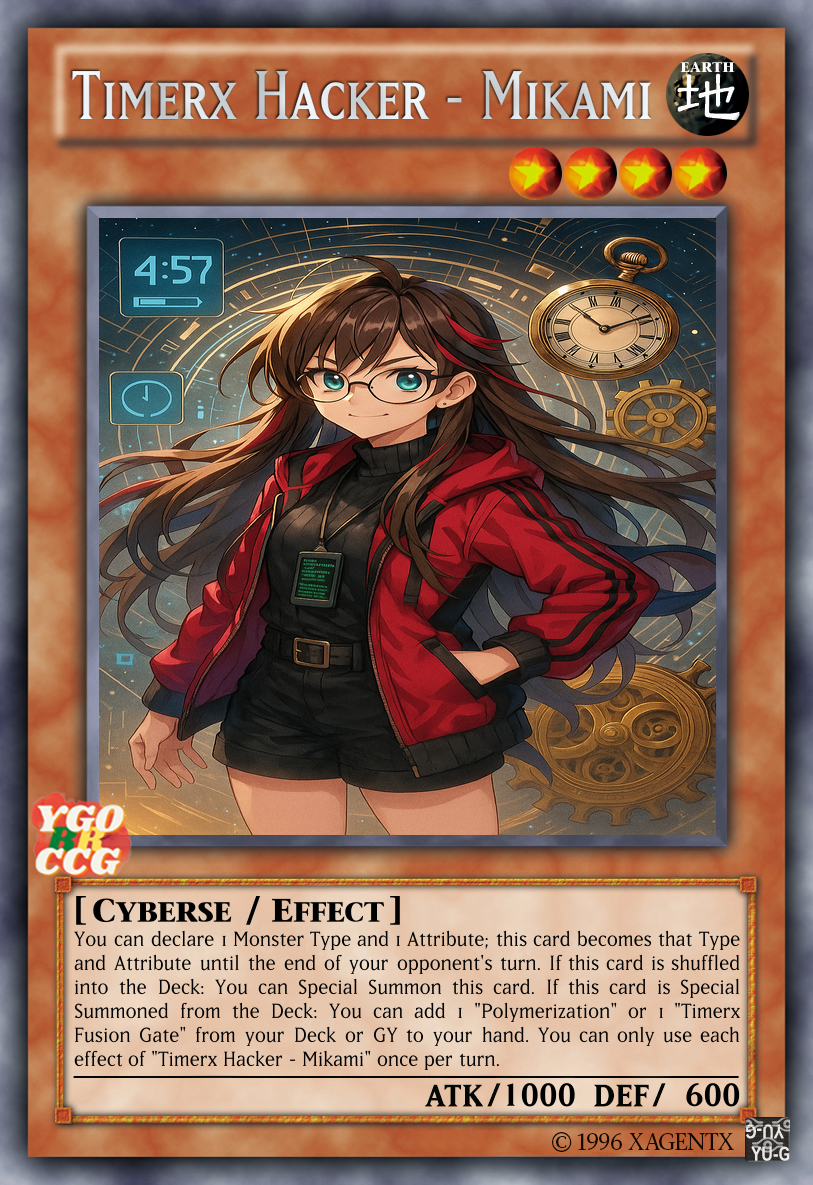 TIMERX HACKER - MIKAMI
EARTH
地
4:57
YGO
BR
CCG
[ CYBERSE / EFFECT ]
You can declare 1 Monster Type and 1 Attribute; this card becomes that Type
and Attribute until the end of your opponent's turn. If this card is shuffled
into the Deck: You can Special Summon this card. If this card is Special
Summoned from the Deck: You can add 1 "Polymerization" or 1 "Timerx
Fusion Gate" from your Deck or GY to your hand. You can only use each
effect of "Timerx Hacker - Mikami" once per turn.
ATK/1000 DEF/ 600
© 1996 XAGENTX
YU-G